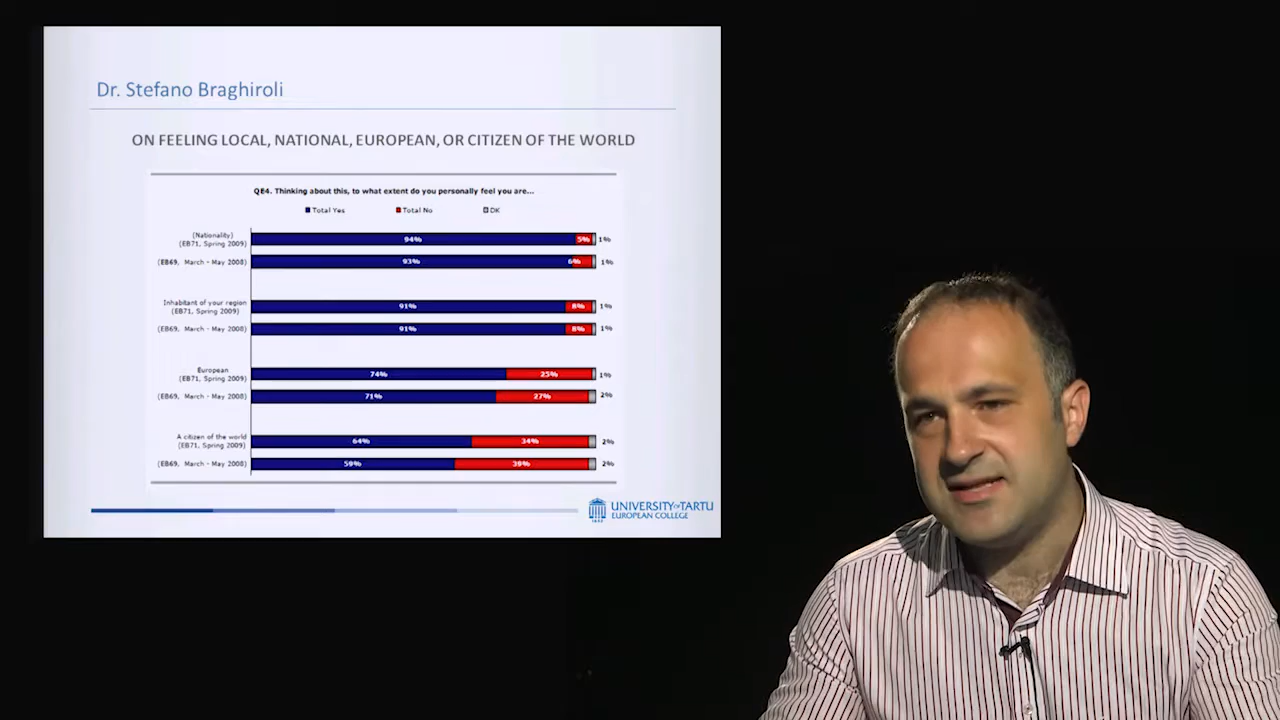 Dr. Stefano Braghiroli
ON FEELING LOCAL, NATIONAL, EUROPEAN, OR CITIZEN OF THE WORLD
QE4. Thinking about this, to what extent do you personally feel you are...
Total Yes Total No DK
(Nationality)
(EB71, Spring 2009) 94% 5% 1%
(EB69, March - May 2008) 93% 6% 1%
Inhabitant of your region
(EB71, Spring 2009) 91% 8% 1%
(EB69, March - May 2008) 91% 8% 1%
European
(EB71, Spring 2009) 74% 25% 1%
(EB69, March - May 2008) 71% 27% 2%
A citizen of the world
(EB71, Spring 2009) 64% 34% 2%
(EB69, March - May 2008) 59% 39% 2%
UNIVERSITY OF TARTU
EUROPEAN COLLEGE
1632